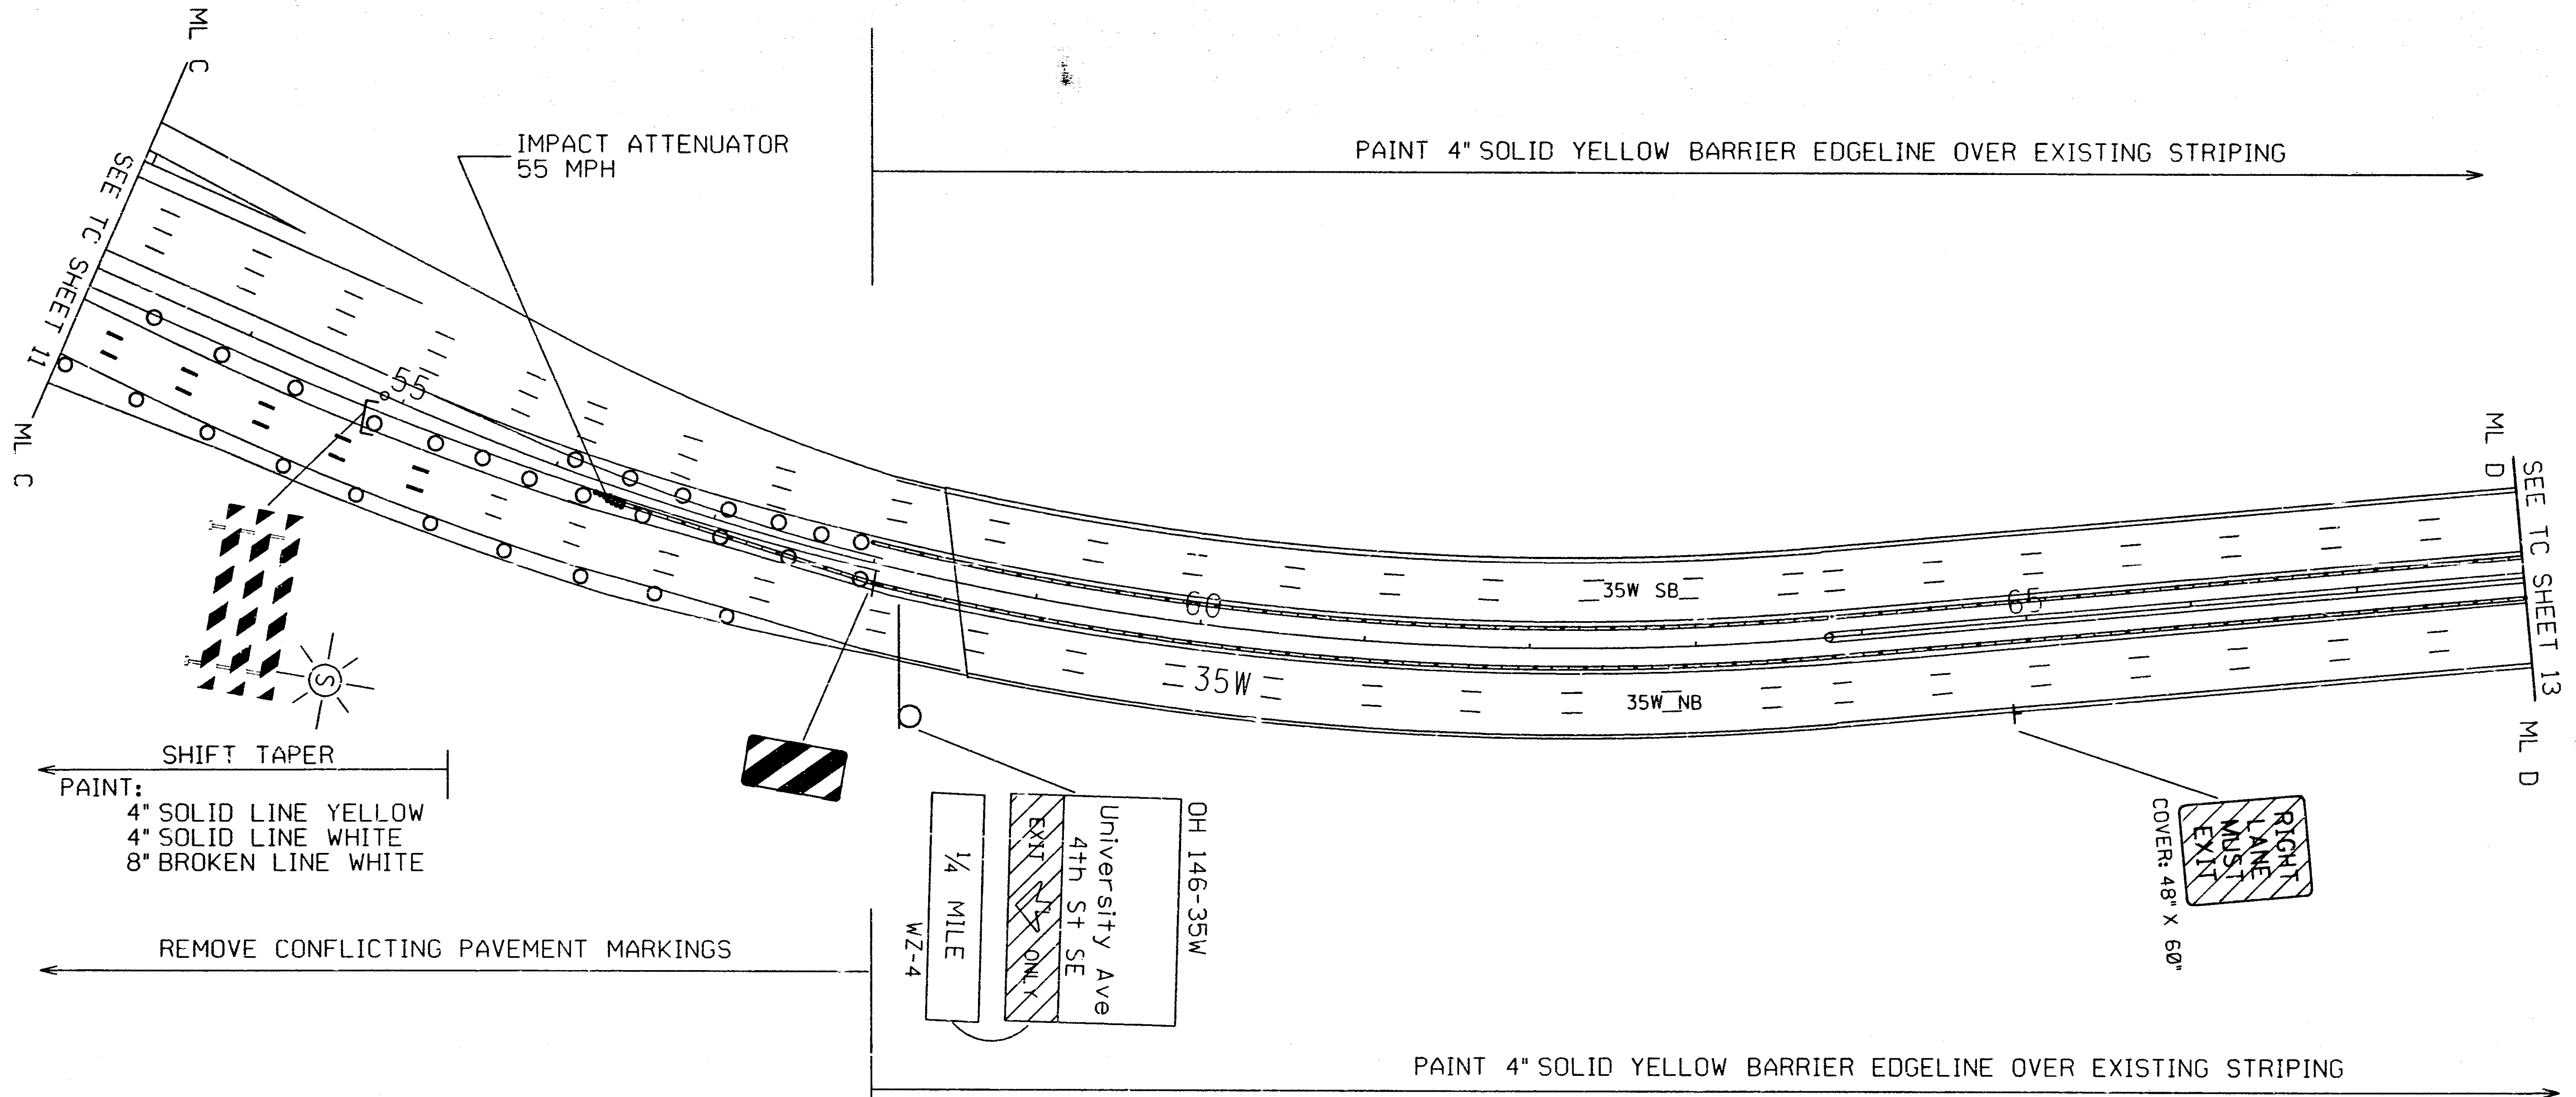 ML C
SEE TC SHEET 11
ML C
IMPACT ATTENUATOR
55 MPH
PAINT 4" SOLID YELLOW BARRIER EDGELINE OVER EXISTING STRIPING
55
60
65
35W SB
35W
35W NB
ML D
SEE TC SHEET 13
ML D
S
SHIFT TAPER
PAINT:
4" SOLID LINE YELLOW
4" SOLID LINE WHITE
8" BROKEN LINE WHITE
REMOVE CONFLICTING PAVEMENT MARKINGS
OH 146-35W
University Ave
4th St SE
EXIT ONLY
1/4 MILE
WZ-4
RIGHT
LANE
MUST
EXIT
COVER: 48" X 60"
PAINT 4" SOLID YELLOW BARRIER EDGELINE OVER EXISTING STRIPING